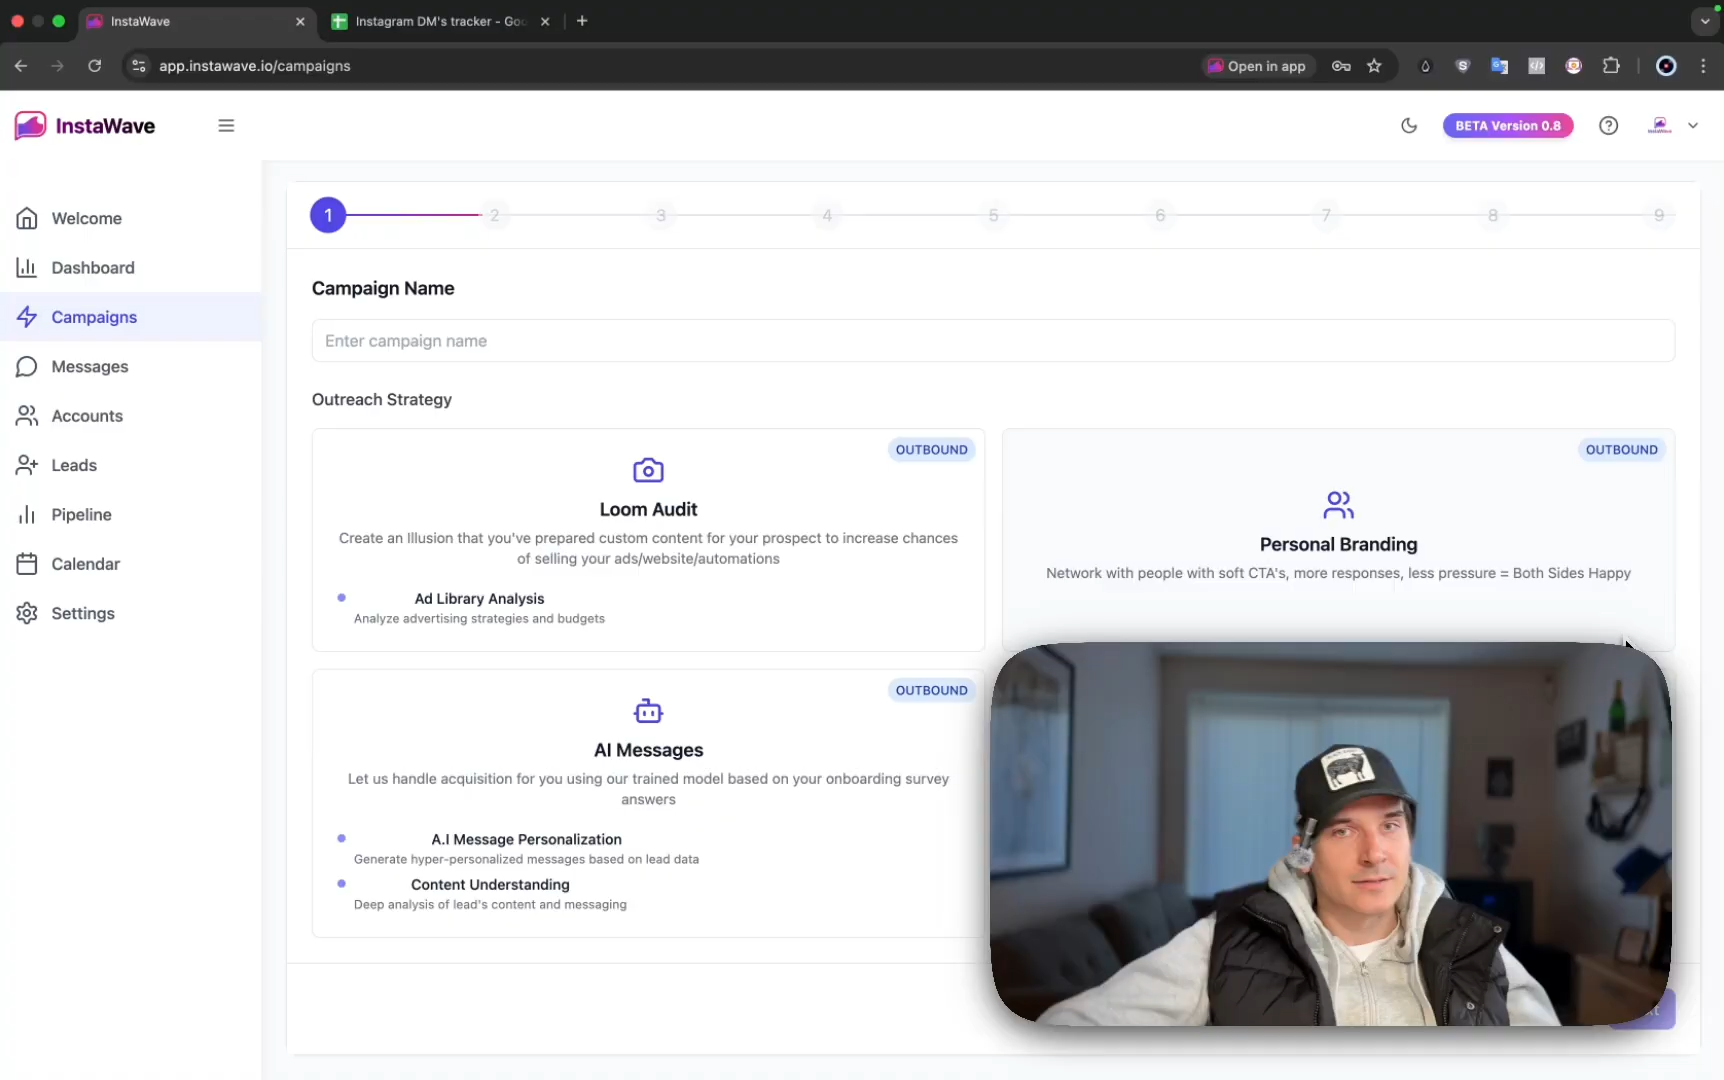 InstaWave
Instagram DM's tracker - Goo
app.instawave.io/campaigns
Open in app
InstaWave
BETA Version 0.8
Welcome
Dashboard
Campaigns
Messages
Accounts
Leads
Pipeline
Calendar
Settings
1 2 3 4 5 6 7 8 9
Campaign Name
Enter campaign name
Outreach Strategy
OUTBOUND
Loom Audit
Create an Illusion that you've prepared custom content for your prospect to increase chances
of selling your ads/website/automations
Ad Library Analysis
Analyze advertising strategies and budgets
OUTBOUND
Personal Branding
Network with people with soft CTA's, more responses, less pressure = Both Sides Happy
OUTBOUND
AI Messages
Let us handle acquisition for you using our trained model based on your onboarding survey
answers
A.I Message Personalization
Generate hyper-personalized messages based on lead data
Content Understanding
Deep analysis of lead's content and messaging